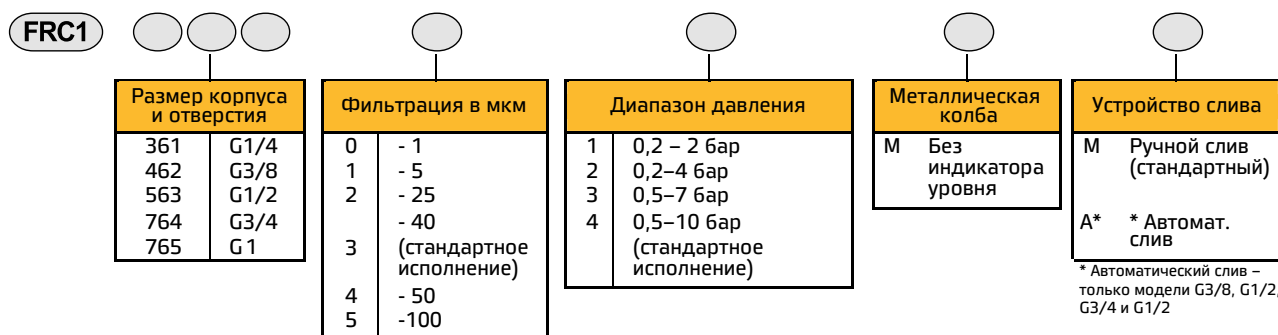 FRC1
Размер корпуса
и отверстия
361 G1/4
462 G3/8
563 G1/2
764 G3/4
765 G1
Фильтрация в мкм
0 - 1
1 - 5
2 - 25
- 40
3 (стандартное
исполнение)
4 - 50
5 -100
Диапазон давления
1 0,2 – 2 бар
2 0,2–4 бар
3 0,5–7 бар
4 0,5–10 бар
(стандартное
исполнение)
Металлическая
колба
M Без
индикатора
уровня
Устройство слива
M Ручной слив
(стандартный)
A* * Автомат.
слив
* Автоматический слив –
только модели G3/8, G1/2,
G3/4 и G1/2